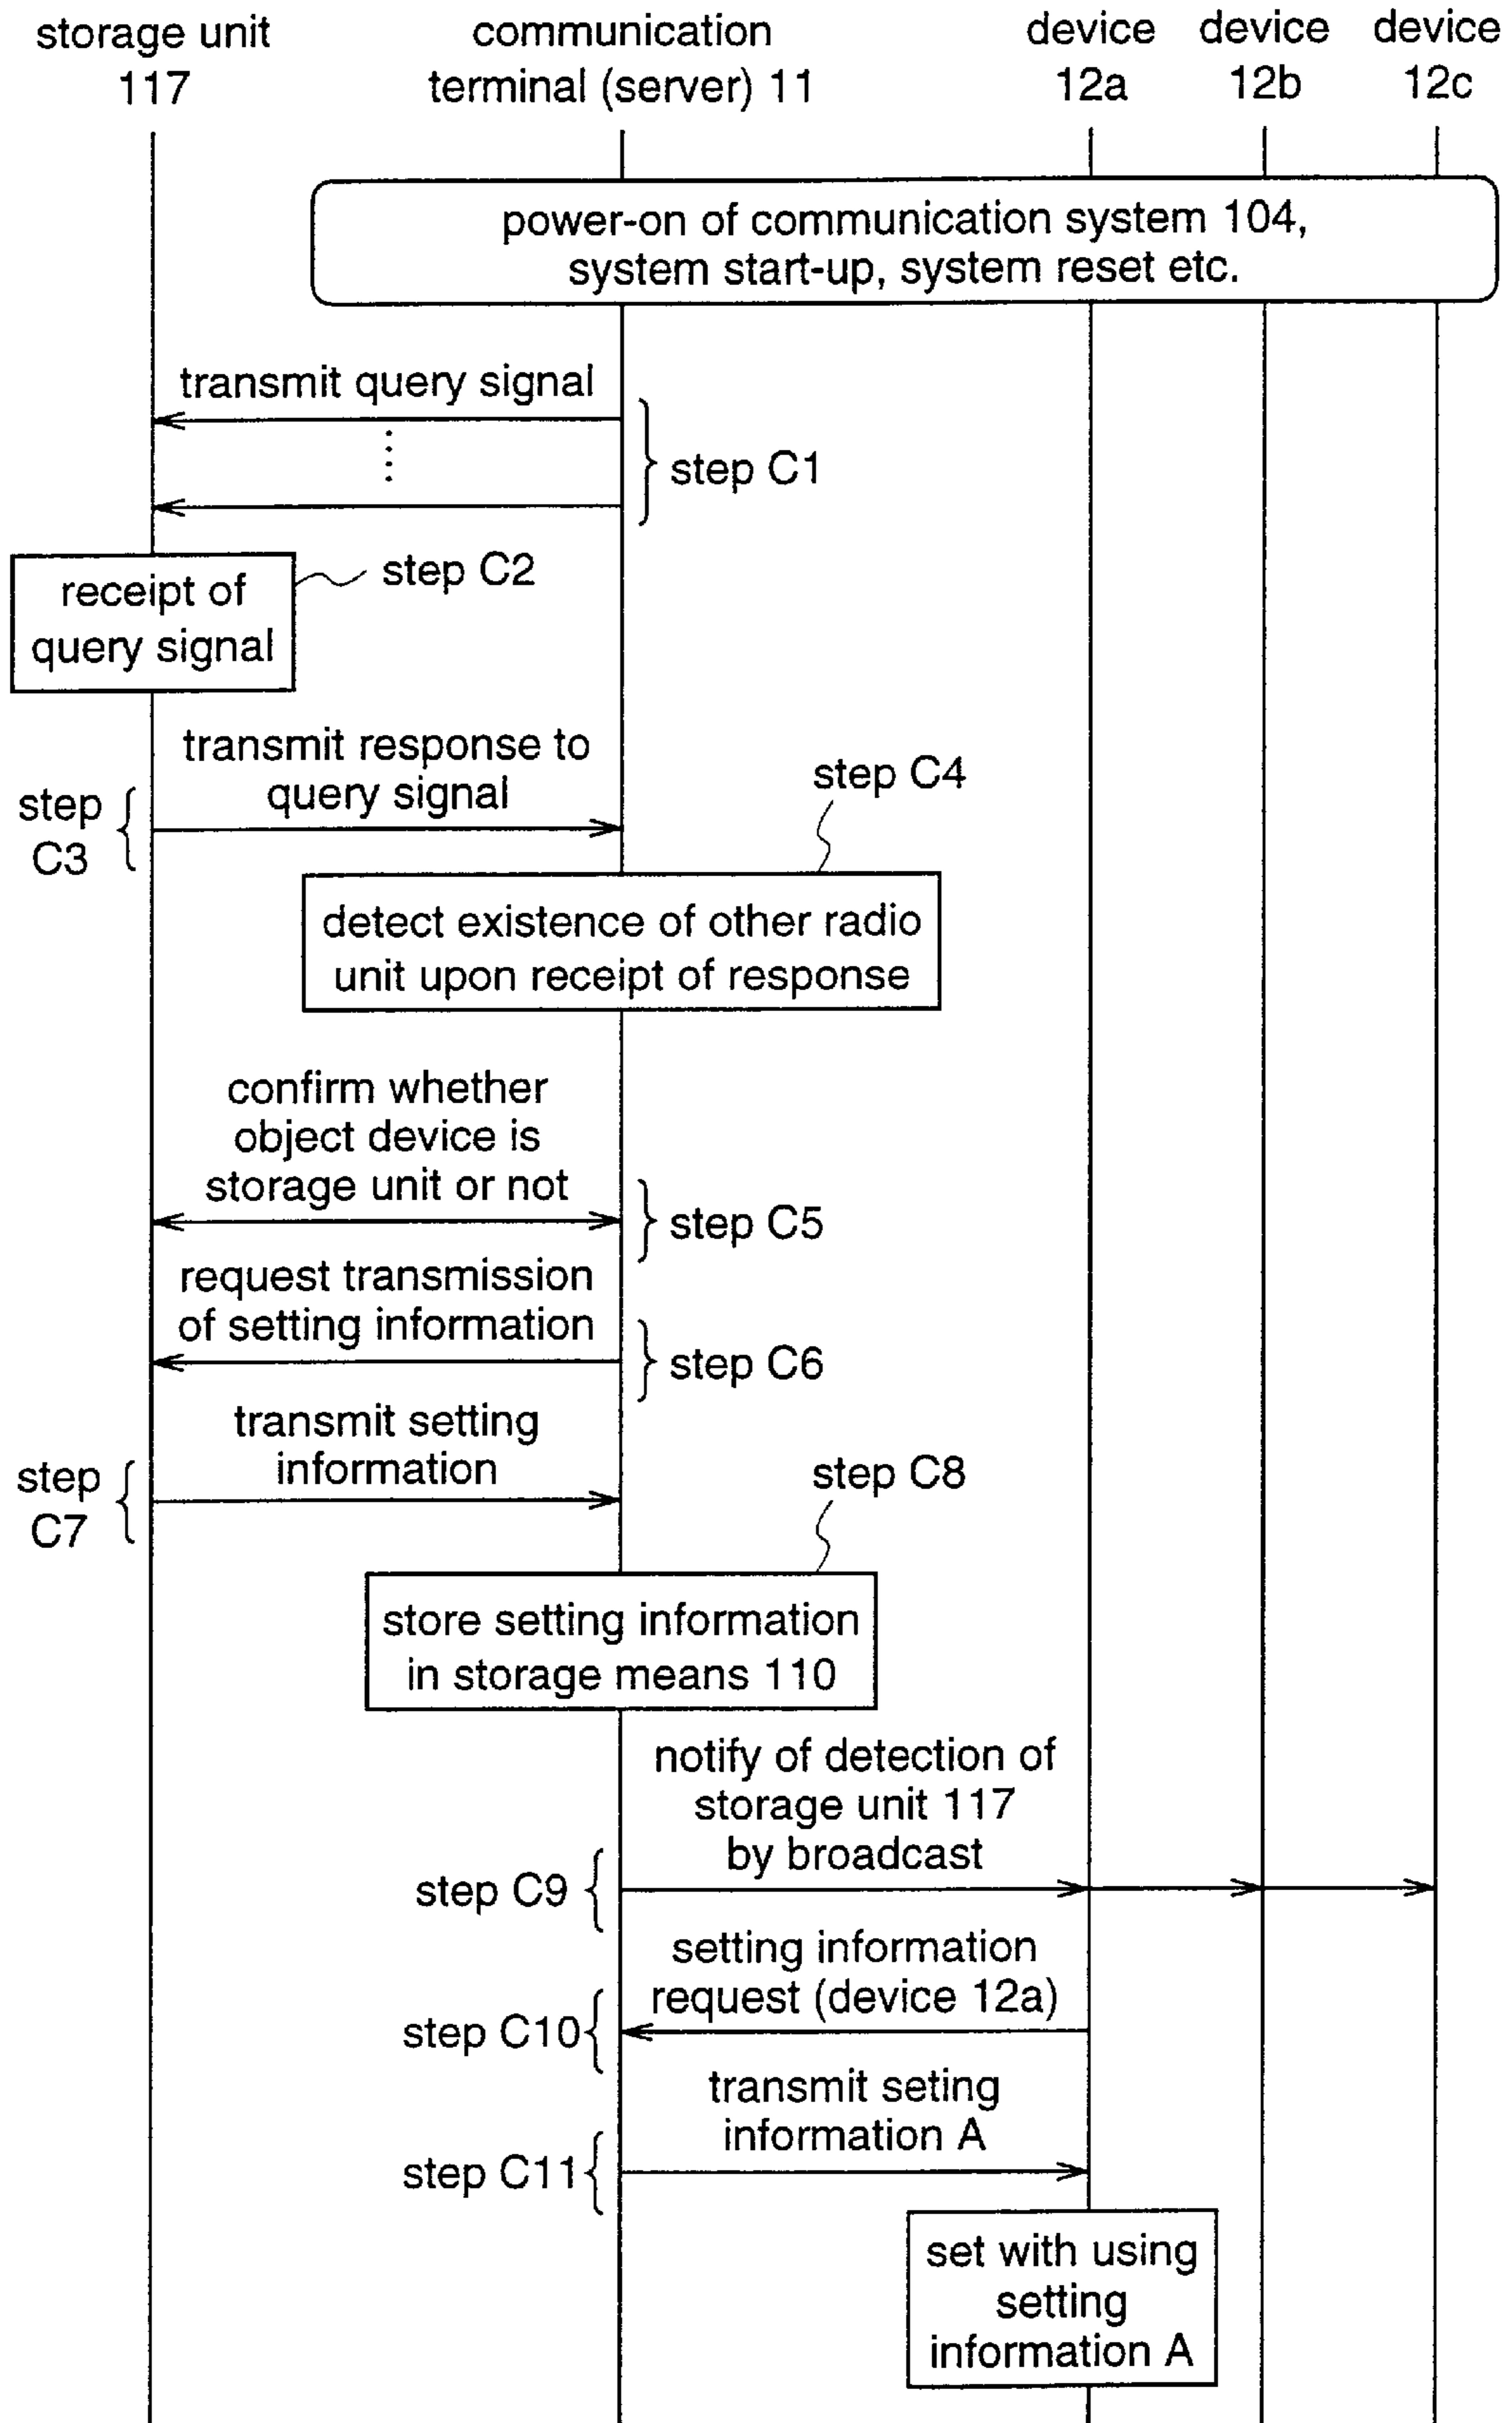 storage unit
117
communication
terminal (server) 11
device
12a
device
12b
device
12c
power-on of communication system 104,
system start-up, system reset etc.
transmit query signal
step C1
receipt of
query signal
step C2
transmit response to
query signal
step
C3
step C4
detect existence of other radio
unit upon receipt of response
confirm whether
object device is
storage unit or not
step C5
request transmission
of setting information
step C6
transmit setting
information
step
C7
step C8
store setting information
in storage means 110
notify of detection of
storage unit 117
by broadcast
step C9
setting information
request (device 12a)
step C10
transmit seting
information A
step C11
set with using
setting
information A